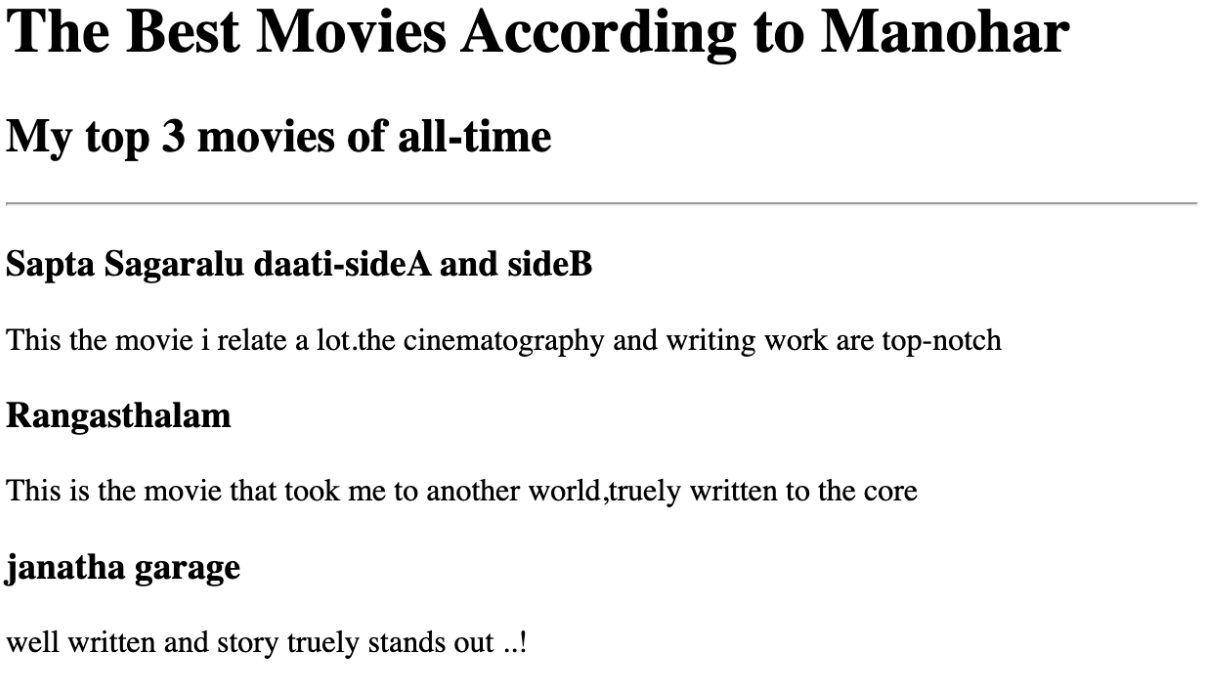 The Best Movies According to Manohar
My top 3 movies of all-time
Sapta Sagaralu daati-sideA and sideB
This the movie i relate a lot.the cinematography and writing work are top-notch
Rangasthalam
This is the movie that took me to another world,truely written to the core
janatha garage
well written and story truely stands out ..!